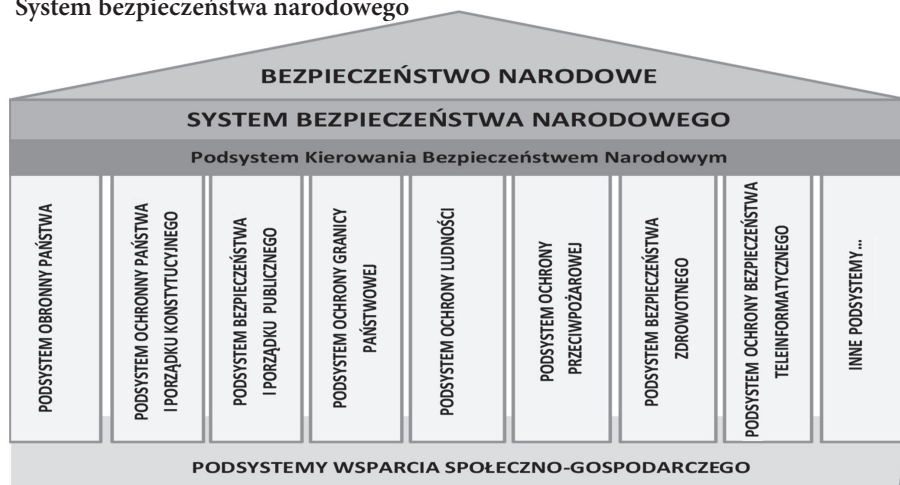 System bezpieczeństwa narodowego
BEZPIECZEŃSTWO NARODOWE
SYSTEM BEZPIECZEŃSTWA NARODOWEGO
Podsystem Kierowania Bezpieczeństwem Narodowym
PODSYSTEM OBRONNY PAŃSTWA
PODSYSTEM OCHRONNY PAŃSTWA
I PORZĄDKU KONSTYTUCYJNEGO
PODSYSTEM BEZPIECZEŃSTWA
I PORZĄDKU PUBLICZNEGO
PODSYSTEM OCHRONY GRANICY
PAŃSTWOWEJ
PODSYSTEM OCHRONY LUDNOŚCI
PODSYSTEM OCHRONY
PRZECIWPOŻAROWEJ
PODSYSTEM BEZPIECZEŃSTWA
ZDROWOTNEGO
PODSYSTEM OCHRONY BEZPIECZEŃSTWA
TELEINFORMATYCZNEGO
INNE PODSYSTEMY...
PODSYSTEMY WSPARCIA SPOŁECZNO-GOSPODARCZEGO